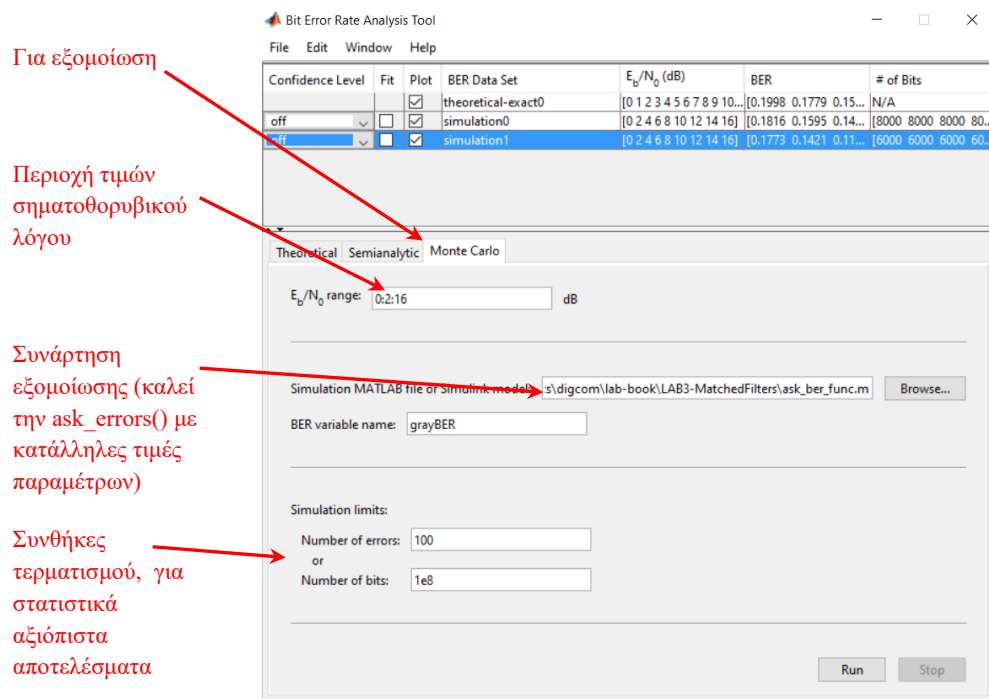 Bit Error Rate Analysis Tool
File Edit Window Help
Confidence Level Fit Plot BER Data Set Eb/N0 (dB) BER # of Bits
theoretical-exact0 [0 1 2 3 4 5 6 7 8 9 10... [0.1998 0.1779 0.15... N/A
off simulation0 [0 2 4 6 8 10 12 14 16] [0.1816 0.1595 0.14... [8000 8000 8000 80...
off simulation1 [0 2 4 6 8 10 12 14 16] [0.1773 0.1421 0.11... [6000 6000 6000 60...
Theoretical Semianalytic Monte Carlo
Eb/N0 range: 0:2:16 dB
Simulation MATLAB file or Simulink model: :s\digcom\lab-book\LAB3-MatchedFilters\ask_ber_func.m Browse...
BER variable name: grayBER
Simulation limits:
Number of errors: 100
or
Number of bits: 1e8
Run Stop
Για εξομοίωση
Περιοχή τιμών
σηματοθορυβικού
λόγου
Συνάρτηση
εξομοίωσης (καλεί
την ask_errors() με
κατάλληλες τιμές
παραμέτρων)
Συνθήκες
τερματισμού, για
στατιστικά
αξιόπιστα
αποτελέσματα